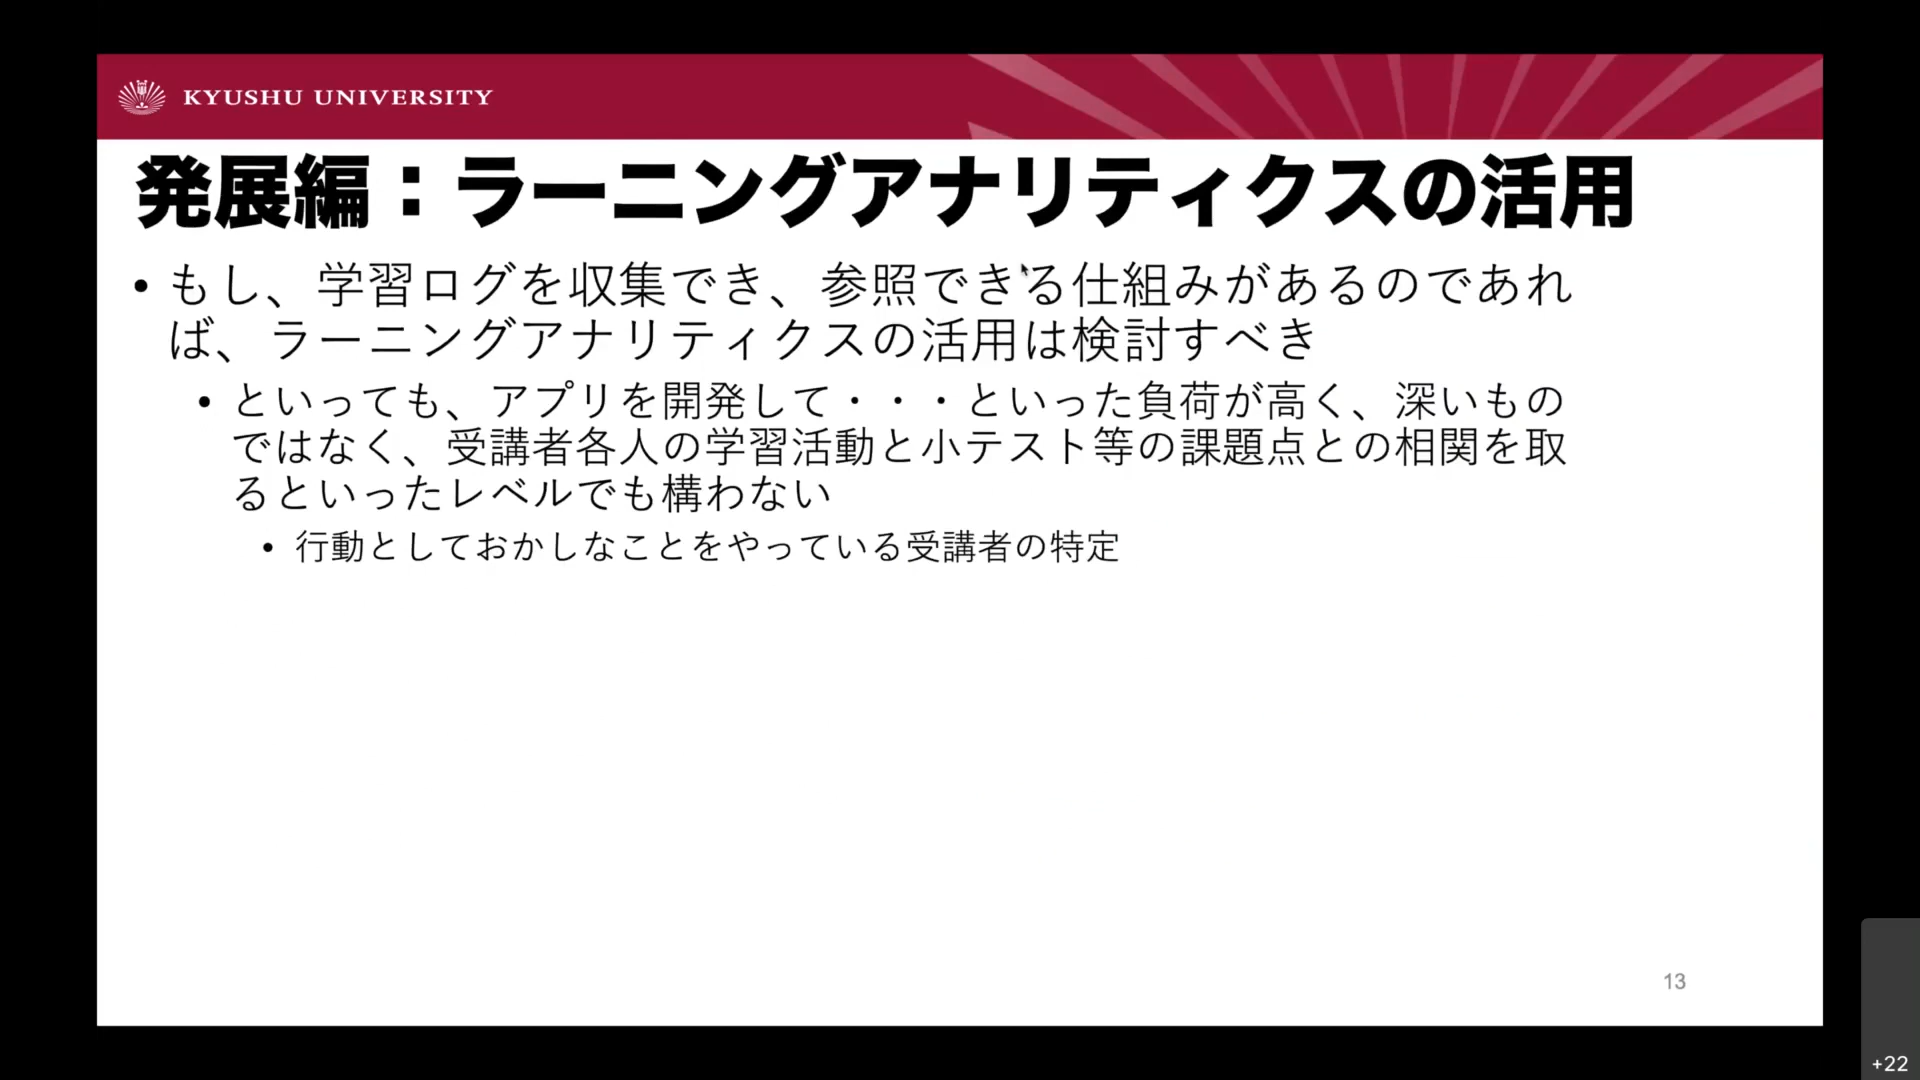 KYUSHU UNIVERSITY
発展編：ラーニングアナリティクスの活用
• もし、学習ログを収集でき、参照できる仕組みがあるのであれ
ば、ラーニングアナリティクスの活用は検討すべき
• といっても、アプリを開発して・・・といった負荷が高く、深いもの
ではなく、受講者各人の学習活動と小テスト等の課題点との相関を取
るといったレベルでも構わない
• 行動としておかしなことをやっている受講者の特定
13
+22